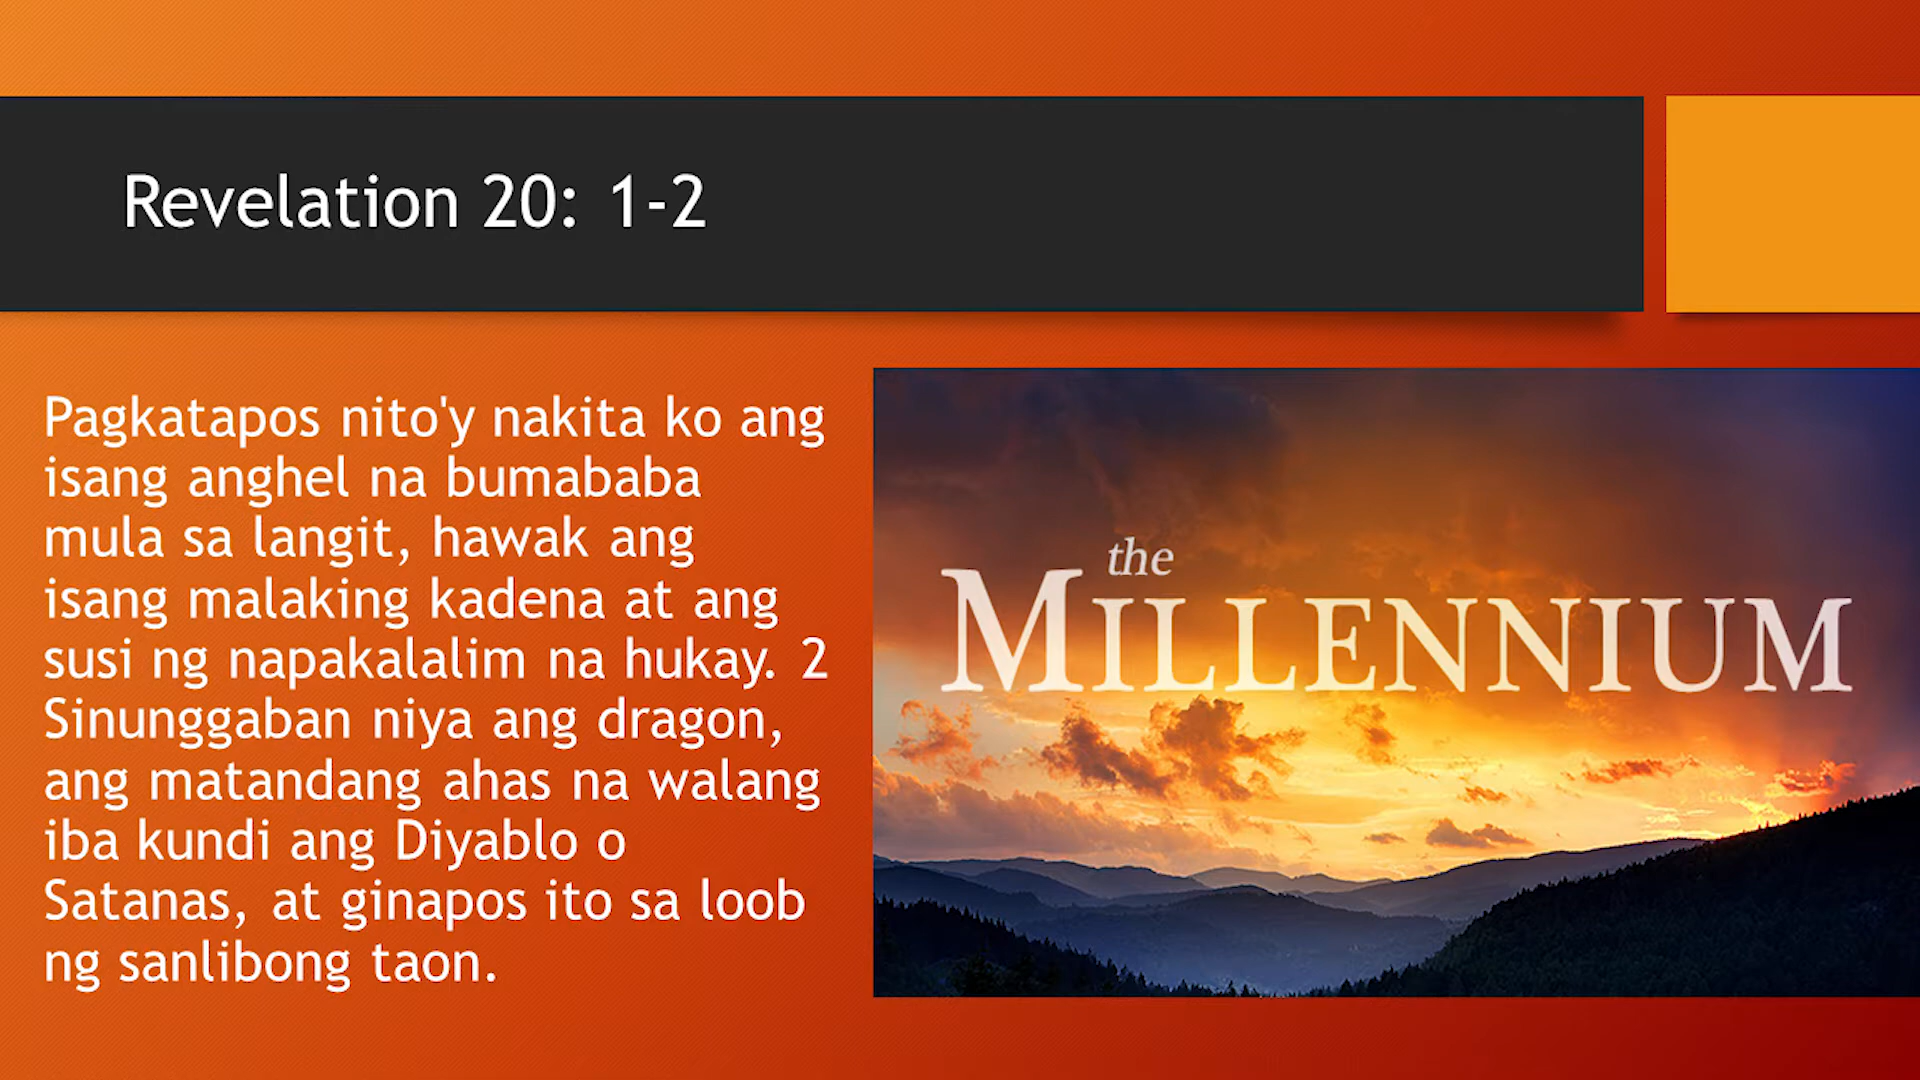 Revelation 20: 1-2
Pagkatapos nito'y nakita ko ang
isang anghel na bumababa
mula sa langit, hawak ang
isang malaking kadena at ang
susi ng napakalalim na hukay. 2
Sinunggaban niya ang dragon,
ang matandang ahas na walang
iba kundi ang Diyablo o
Satanas, at ginapos ito sa loob
ng sanlibong taon.
the
MILLENNIUM